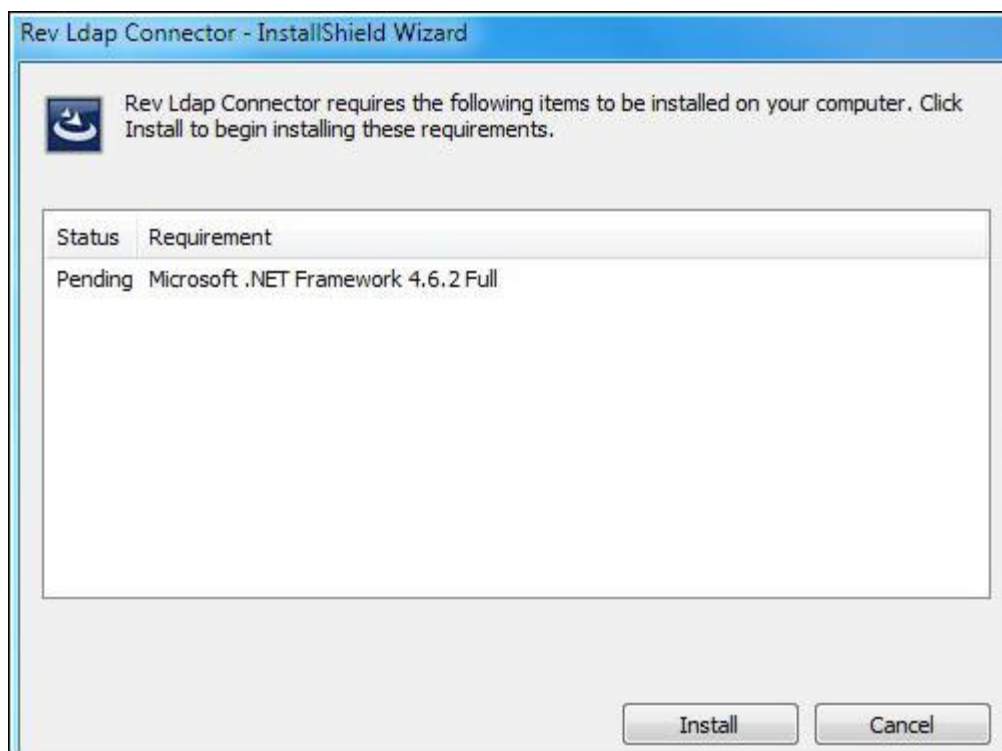 Rev Ldap Connector - InstallShield Wizard
Rev Ldap Connector requires the following items to be installed on your computer. Click
Install to begin installing these requirements.
Status Requirement
Pending Microsoft .NET Framework 4.6.2 Full
Install Cancel